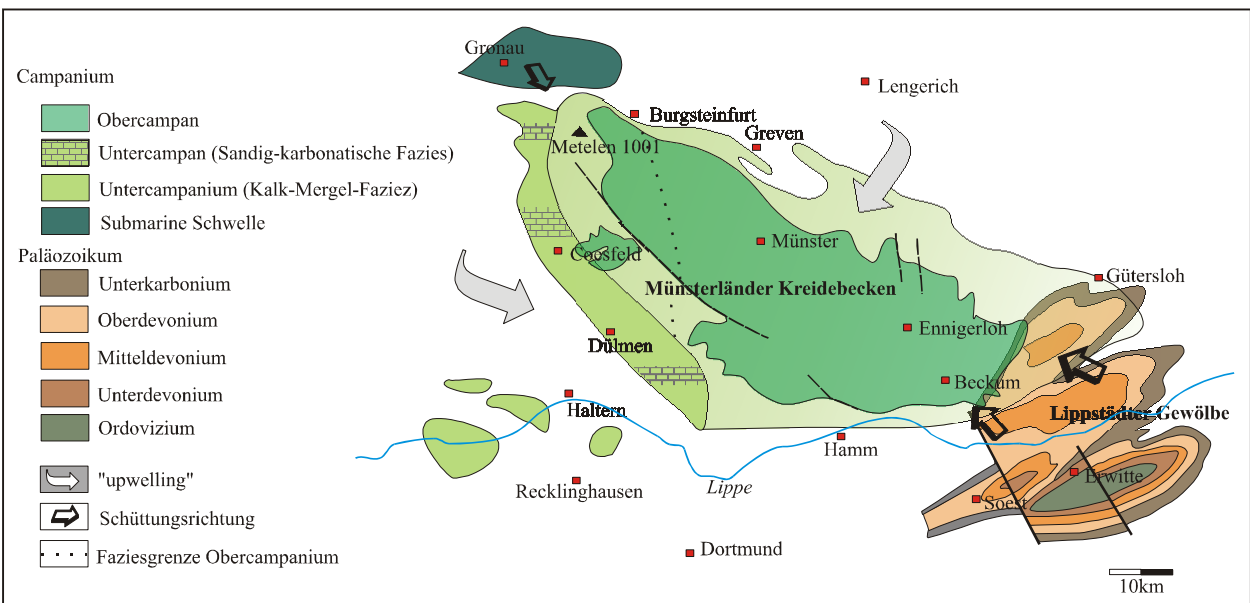 Campanium
Obercampan
Untercampan (Sandig-karbonatische Fazies)
Untercampanium (Kalk-Mergel-Faziez)
Submarine Schwelle
Paläozoikum
Unterkarbonium
Oberdevonium
Mitteldevonium
Unterdevonium
Ordovizium
"upwelling"
Schüttungsrichtung
Faziesgrenze Obercampanium
Gronau
Lengerich
Burgsteinfurt
Greven
Metelen 1001
Münster
Coesfeld
Gütersloh
Münsterländer Kreidebecken
Ennigerloh
Dülmen
Beckum
Haltern
Lippstädter Gewölbe
Hamm
Erwitte
Recklinghausen
Lippe
Soest
Dortmund
10km